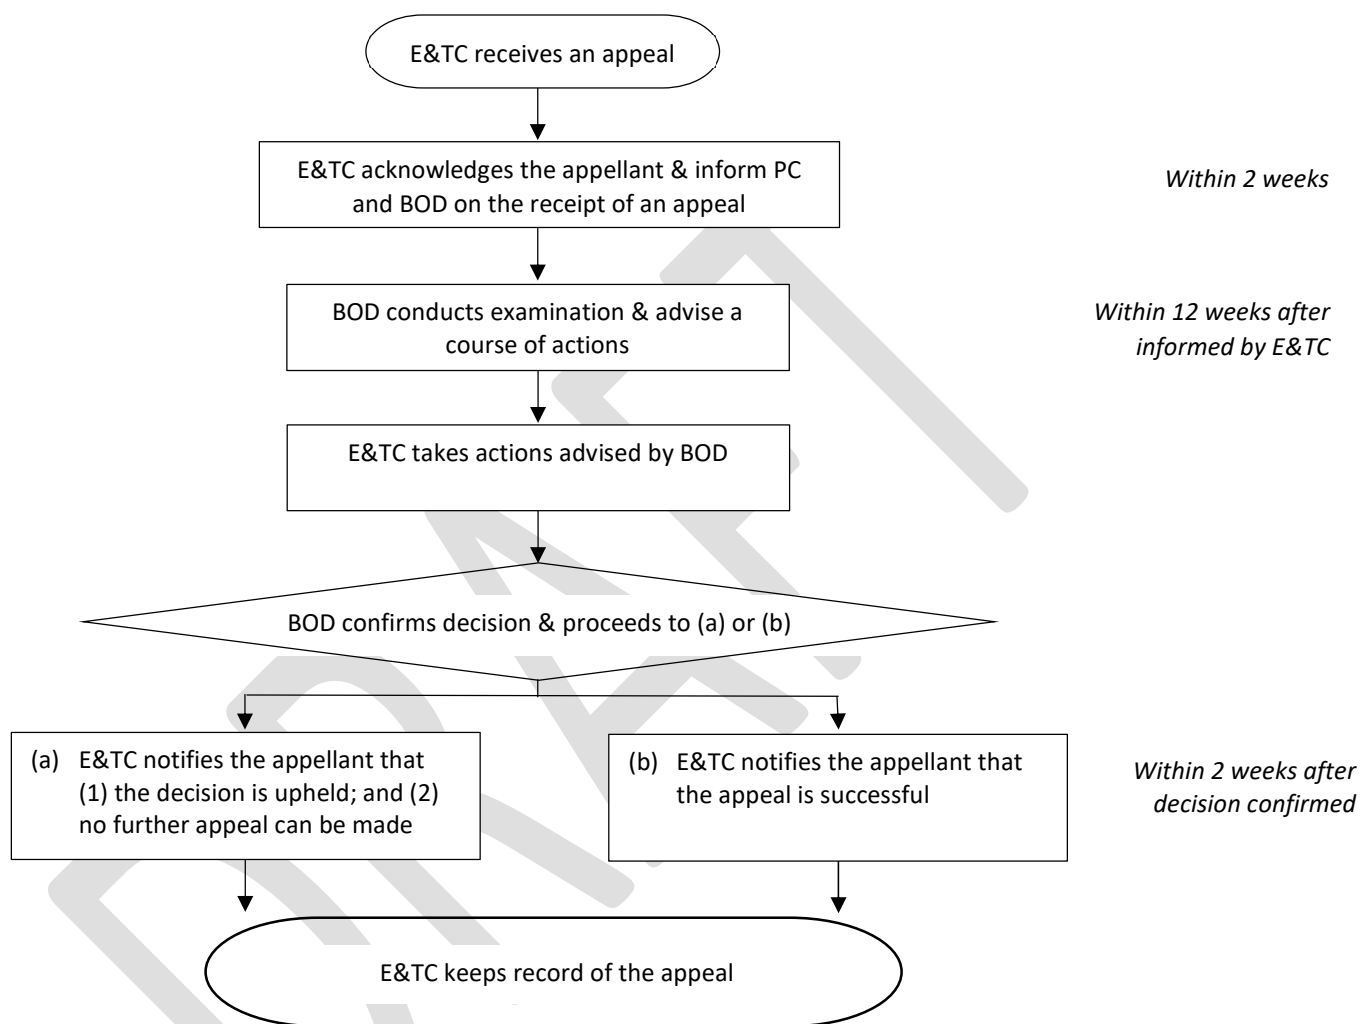 E&TC receives an appeal
E&TC acknowledges the appellant & inform PC
and BOD on the receipt of an appeal
Within 2 weeks
BOD conducts examination & advise a
course of actions
Within 12 weeks after
informed by E&TC
E&TC takes actions advised by BOD
BOD confirms decision & proceeds to (a) or (b)
(a) E&TC notifies the appellant that
(1) the decision is upheld; and (2)
no further appeal can be made
(b) E&TC notifies the appellant that
the appeal is successful
Within 2 weeks after
decision confirmed
E&TC keeps record of the appeal
DRAFT